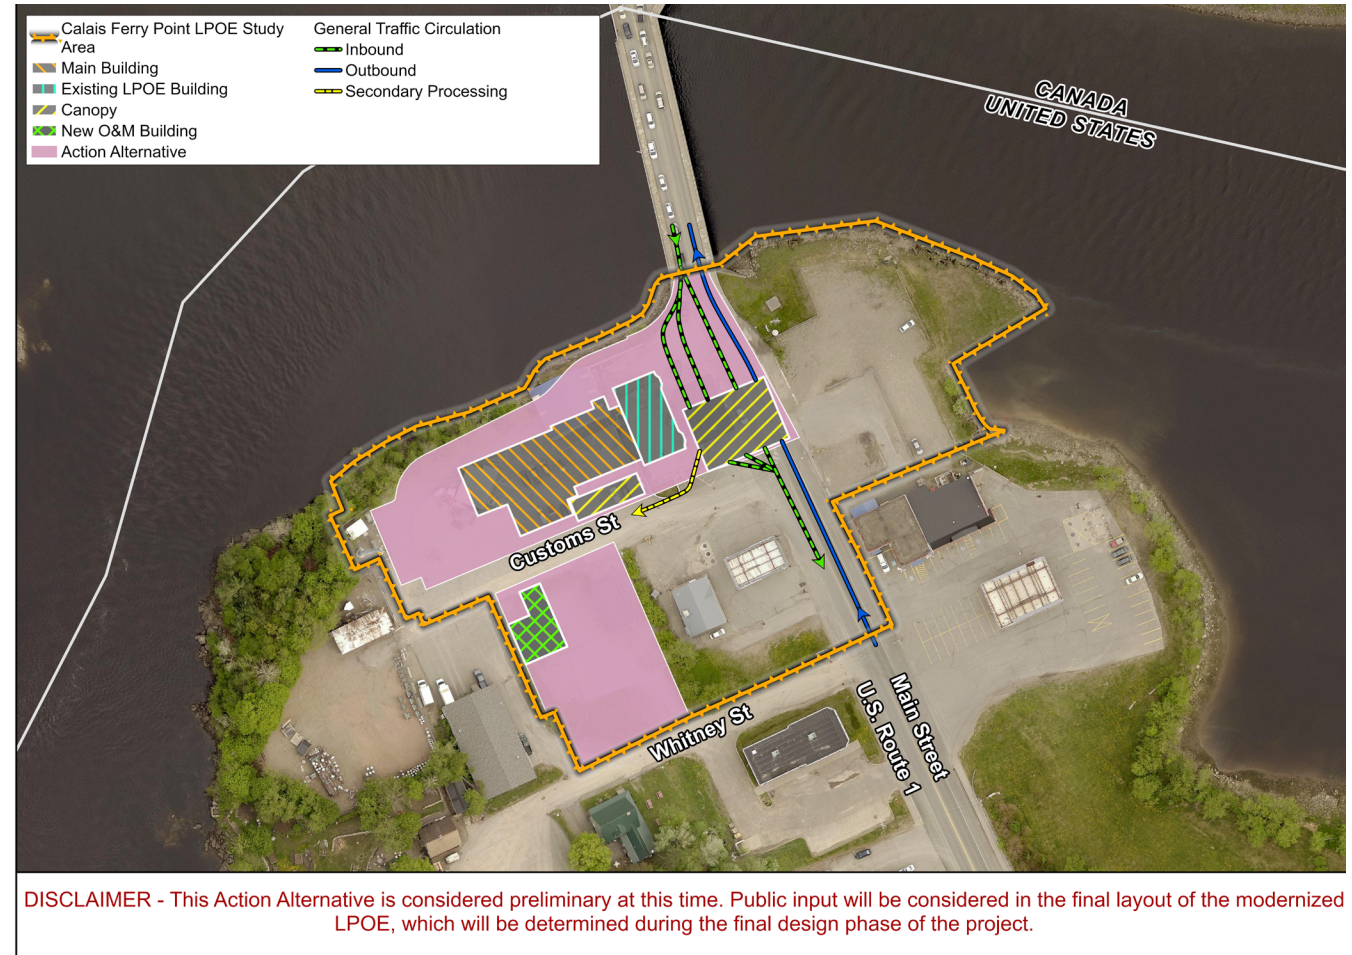 Calais Ferry Point LPOE Study
Area
Main Building
Existing LPOE Building
Canopy
New O&M Building
Action Alternative
General Traffic Circulation
Inbound
Outbound
Secondary Processing
CANADA
UNITED STATES
Customs St
Whitney St
Main Street
U.S. Route 1
DISCLAIMER - This Action Alternative is considered preliminary at this time. Public input will be considered in the final layout of the modernized
LPOE, which will be determined during the final design phase of the project.